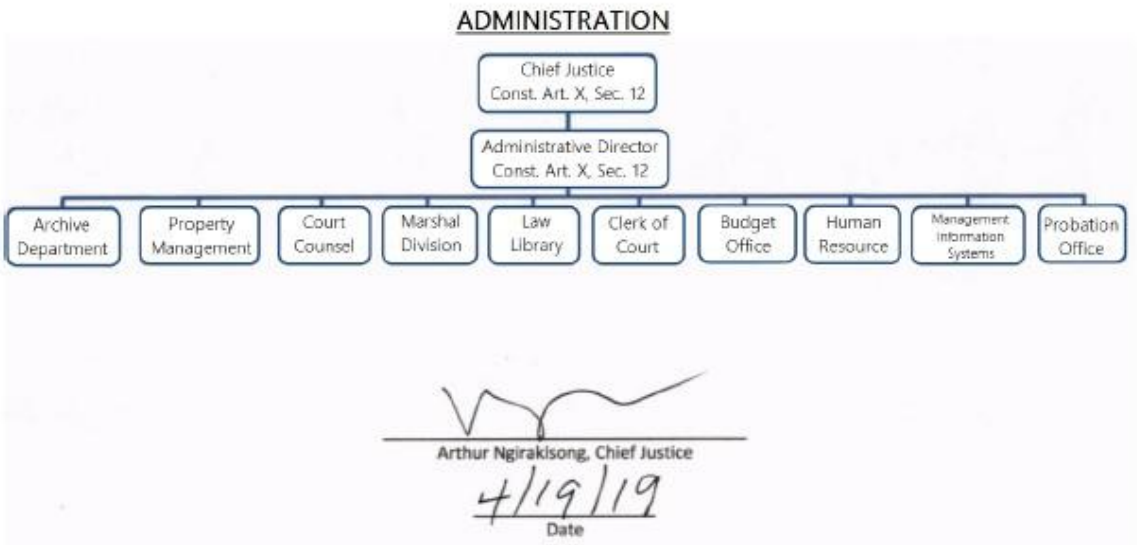 ADMINISTRATION
Chief Justice
Const. Art. X, Sec. 12
Administrative Director
Const. Art. X, Sec. 12
Archive
Department
Property
Management
Court
Counsel
Marshal
Division
Law
Library
Clerk of
Court
Budget
Office
Human
Resource
Management
Information
Systems
Probation
Office
Arthur Ngiraklsong, Chief Justice
4/19/19
Date